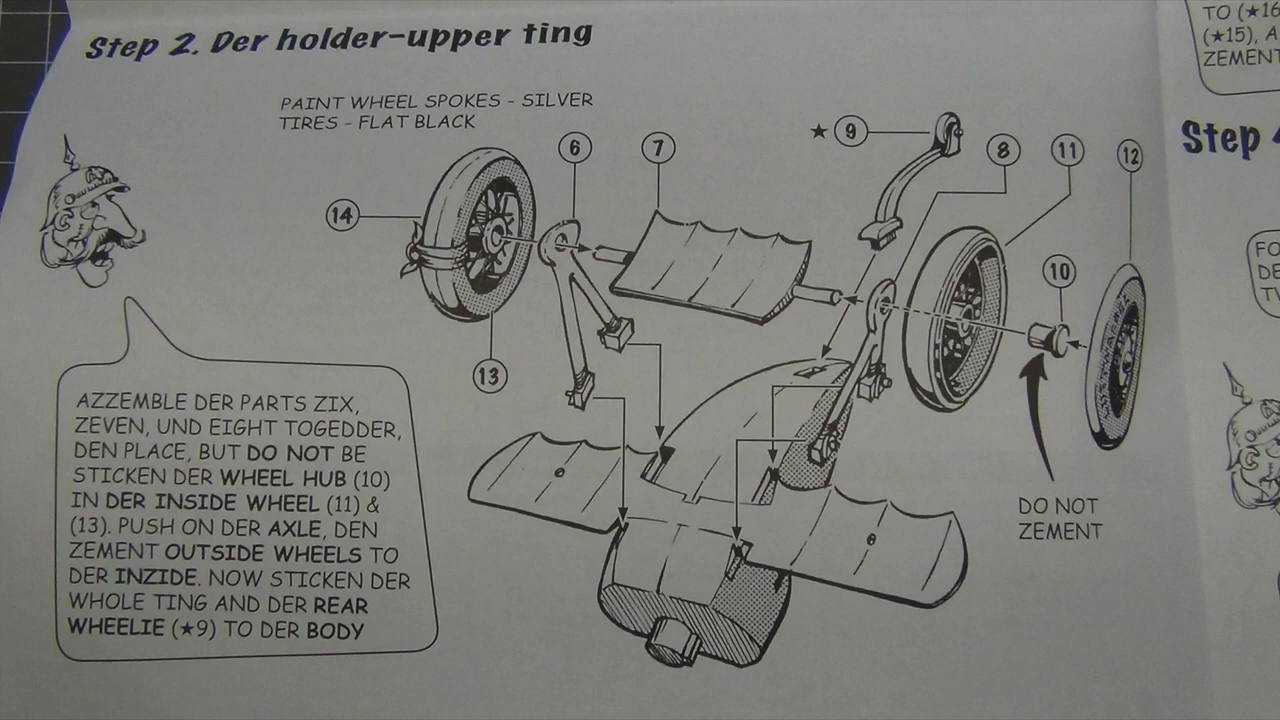 Step 2. Der holder-upper ting
PAINT WHEEL SPOKES - SILVER
TIRES - FLAT BLACK
6
7
★ 9
8
11
12
14
10
13
AZZEMBLE DER PARTS ZIX,
ZEVEN, UND EIGHT TOGEDDER,
DEN PLACE, BUT DO NOT BE
STICKEN DER WHEEL HUB (10)
IN DER INSIDE WHEEL (11) &
(13). PUSH ON DER AXLE, DEN
ZEMENT OUTSIDE WHEELS TO
DER INZIDE. NOW STICKEN DER
WHOLE TING AND DER REAR
WHEELIE (★9) TO DER BODY
DO NOT
ZEMENT
TO (★16
(★15), A
ZEMENT
Step
FO
DE